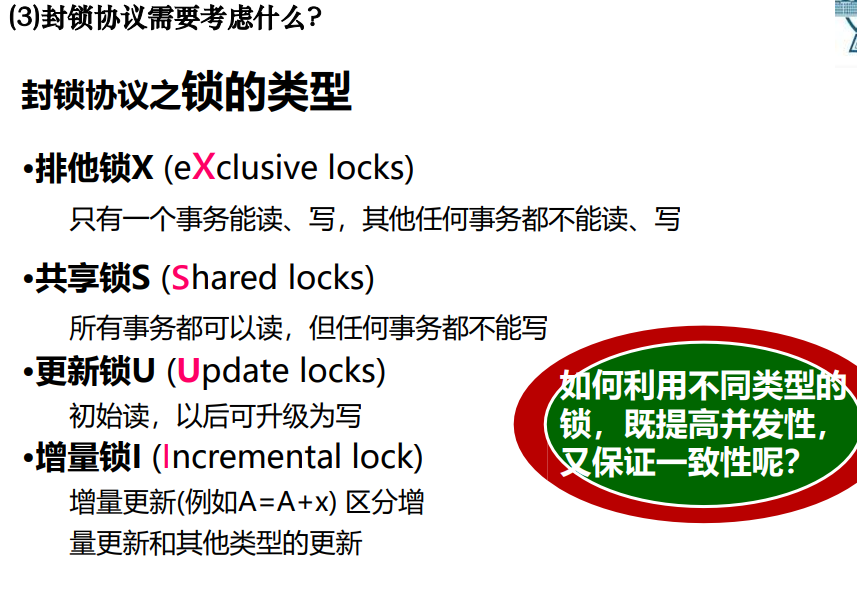 (3)封锁协议需要考虑什么?
封锁协议之锁的类型
•排他锁X (eXclusive locks)
只有一个事务能读、写，其他任何事务都不能读、写
•共享锁S (Shared locks)
所有事务都可以读，但任何事务都不能写
•更新锁U (Update locks)
初始读，以后可升级为写
•增量锁I (Incremental lock)
增量更新(例如A=A+x) 区分增
量更新和其他类型的更新
如何利用不同类型的
锁，既提高并发性，
又保证一致性呢？